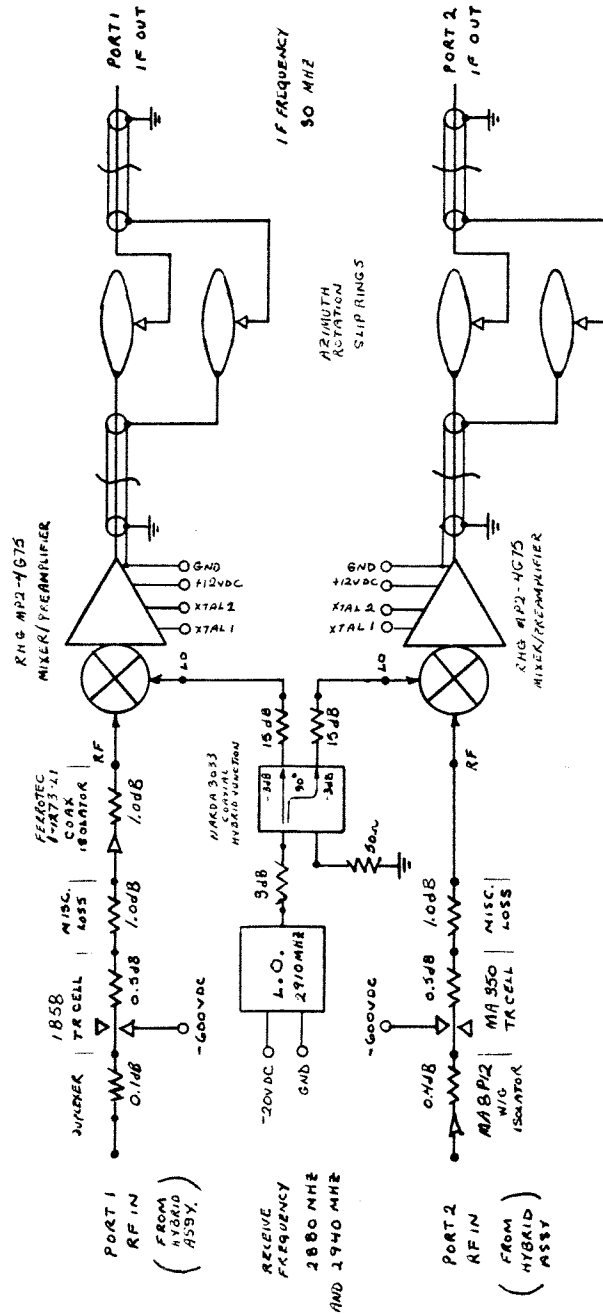 PORT 1
RF IN
(FROM
HYBRID
ASSY.)
DUPLEXER
0.1dB
1B58
TR CELL
0.5dB
-600VDC
MISC.
LOSS
1.0dB
FERROTEC
COAX
ISOLATOR
1.0dB
RF
LO
RHG MP2-4G75
MIXER/PREAMPLIFIER
XTAL 1
XTAL 2
+12VDC
GND
PORT 1
IF OUT
RECEIVE
FREQUENCY
2880 MHZ
AND 2940 MHZ
-20VDC
GND
L.O.
2910MHZ
3dB
NARDA 3033
COAXIAL
HYBRID JUNCTION
-3dB
90°
-3dB
50Ω
15dB
15dB
AZIMUTH
ROTATION
SLIP RINGS
IF FREQUENCY
30 MHZ
PORT 2
RF IN
(FROM
HYBRID
ASSY)
0.4dB
MA8P12
W/G
ISOLATOR
-600VDC
0.5dB
MA 350
TR CELL
1.0dB
MISC.
LOSS
RF
LO
XTAL 1
XTAL 2
+12VDC
GND
RHG MP2-4G75
MIXER/PREAMPLIFIER
PORT 2
IF OUT